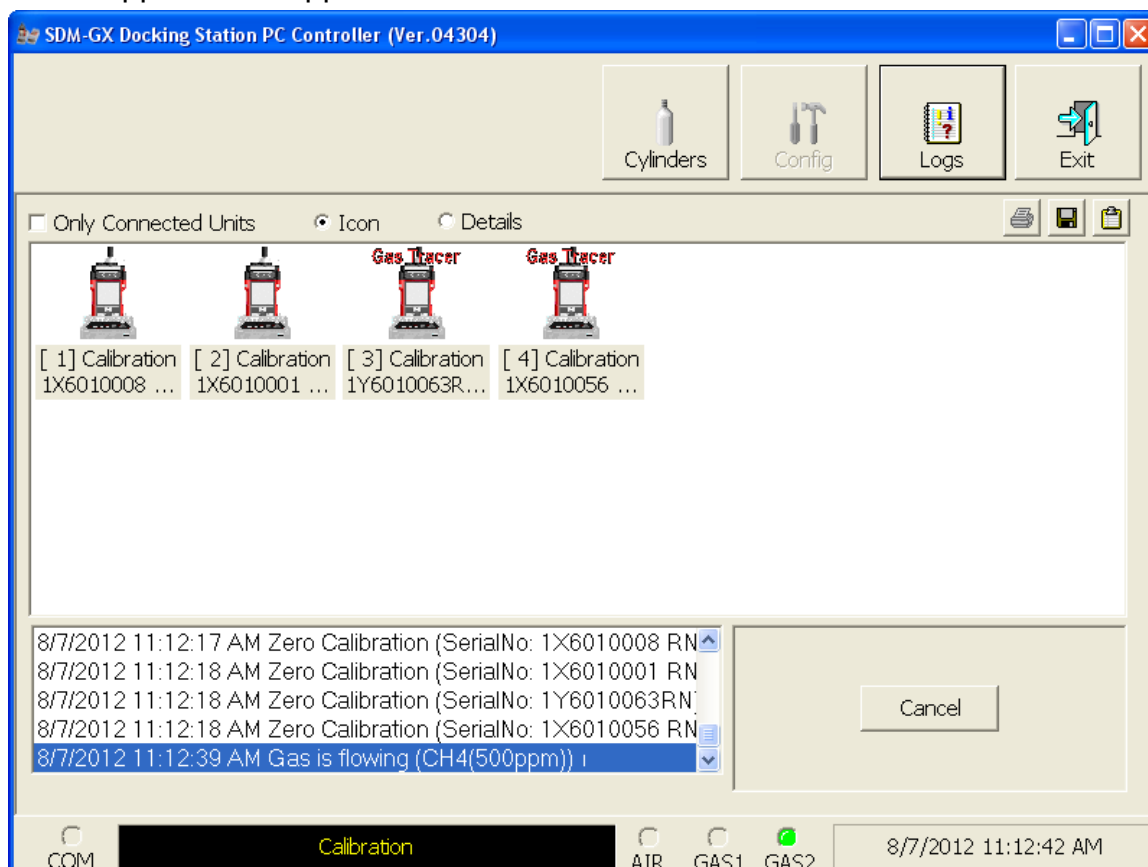 SDM-GX Docking Station PC Controller (Ver.04304)
Cylinders
Config
Logs
Exit
Only Connected Units
Icon
Details
Gas Tracer
Gas Tracer
[ 1] Calibration
1X6010008 ...
[ 2] Calibration
1X6010001 ...
[ 3] Calibration
1Y6010063R...
[ 4] Calibration
1X6010056 ...
8/7/2012 11:12:17 AM Zero Calibration (SerialNo: 1X6010008 RN
8/7/2012 11:12:18 AM Zero Calibration (SerialNo: 1X6010001 RN
8/7/2012 11:12:18 AM Zero Calibration (SerialNo: 1Y6010063RN)
8/7/2012 11:12:18 AM Zero Calibration (SerialNo: 1X6010056 RN
8/7/2012 11:12:39 AM Gas is flowing (CH4(500ppm))
Cancel
COM
Calibration
AIR
GAS1
GAS2
8/7/2012 11:12:42 AM